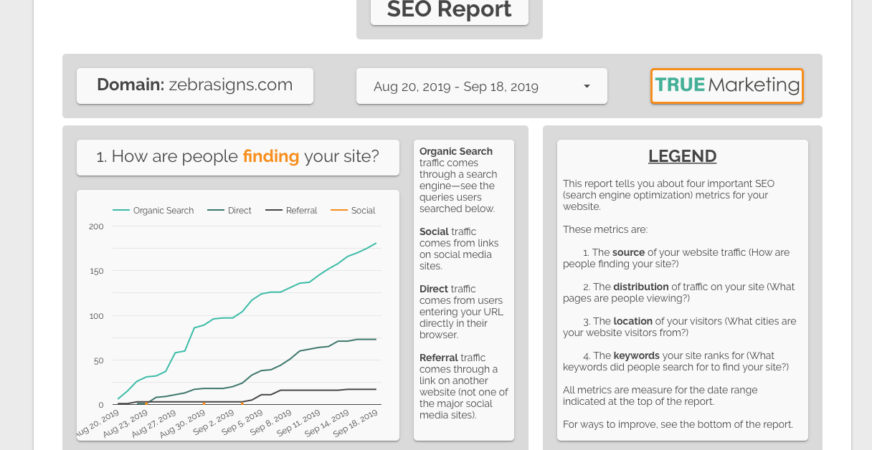 SEO Report
Domain: zebrasigns.com
Aug 20, 2019 - Sep 18, 2019
TRUE Marketing
1. How are people finding your site?
Organic Search
Direct
Referral
Social
200
150
100
50
0
Aug 20, 2019
Aug 23, 2019
Aug 27, 2019
Aug 30, 2019
Sep 2, 2019
Sep 5, 2019
Sep 8, 2019
Sep 11, 2019
Sep 14, 2019
Sep 18, 2019
Organic Search
traffic comes
through a search
engine—see the
queries users
searched below.
Social traffic
comes from links
on social media
sites.
Direct traffic
comes from users
entering your URL
directly in their
browser.
Referral traffic
comes through a
link on another
website (not one of
the major social
media sites).
LEGEND
This report tells you about four important SEO
(search engine optimization) metrics for your
website.
These metrics are:
1. The source of your website traffic (How are
people finding your site?)
2. The distribution of traffic on your site (What
pages are people viewing?)
3. The location of your visitors (What cities are
your website visitors from?)
4. The keywords your site ranks for (What
keywords did people search for to find your site?)
All metrics are measure for the date range
indicated at the top of the report.
For ways to improve, see the bottom of the report.